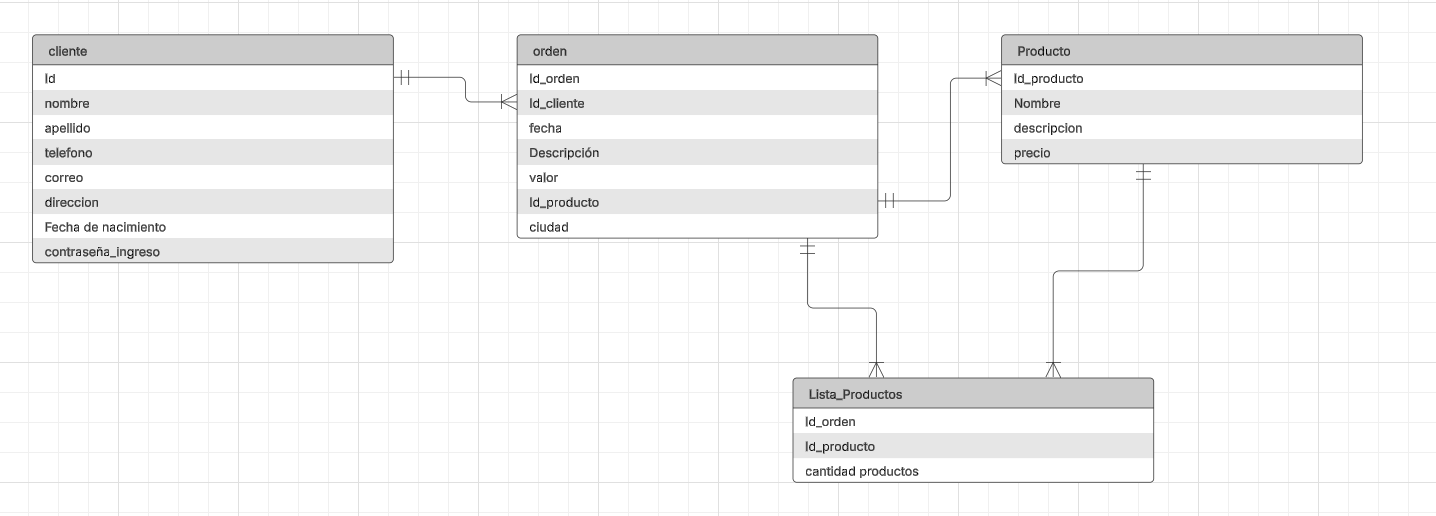 cliente
Id
nombre
apellido
telefono
correo
direccion
Fecha de nacimiento
contraseña_ingreso
orden
Id_orden
Id_cliente
fecha
Descripción
valor
Id_producto
ciudad
Producto
Id_producto
Nombre
descripcion
precio
Lista_Productos
Id_orden
Id_producto
cantidad productos